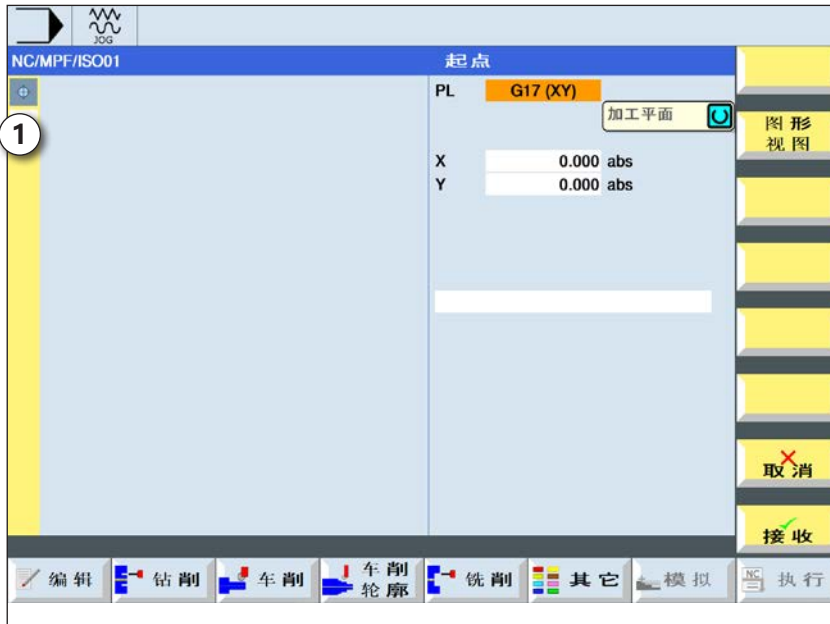 JOG
NC/MPF/ISO01
起点
PL G17 (XY)
加工平面
X 0.000 abs
Y 0.000 abs
1
图形
视图
取消
接收
编辑
钻削
车削
车削
轮廓
铣削
其它
模拟
NC
执行